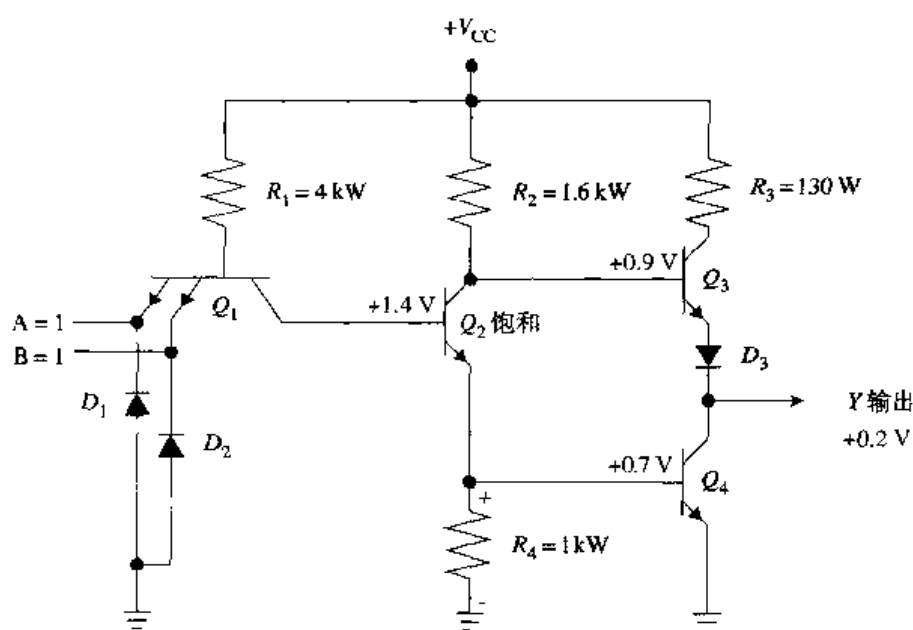 +V_CC
R₁ = 4 kW
R₂ = 1.6 kW
R₃ = 130 W
+0.9 V
Q₃
Q₁
+1.4 V
Q₂ 饱和
A = 1
B = 1
D₃
D₁
Y 输出
D₂
+0.2 V
+0.7 V
Q₄
+
R₄ = 1 kW
-